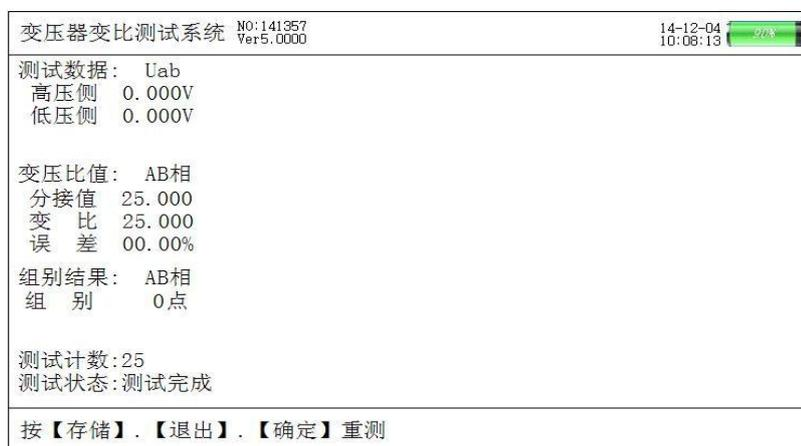 变压器变比测试系统 NO:141357 Ver5.0000
14-12-04
10:08:13
90%
测试数据: Uab
高压侧 0.000V
低压侧 0.000V
变压比值: AB相
分接值 25.000
变 比 25.000
误 差 00.00%
组别结果: AB相
组 别 0点
测试计数:25
测试状态:测试完成
按【存储】.【退出】.【确定】重测